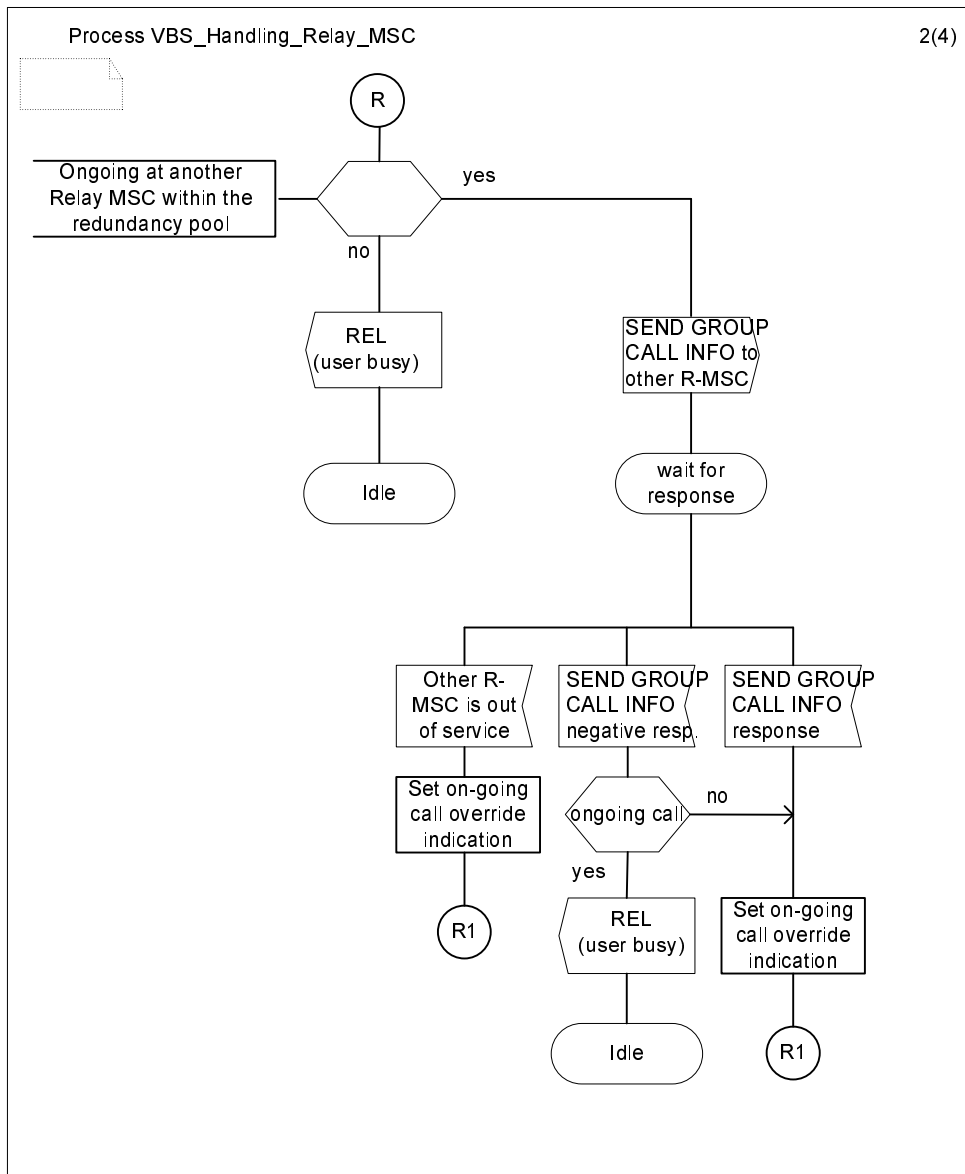 Process VBS_Handling_Relay_MSC
2(4)
R
Ongoing at another
Relay MSC within the
redundancy pool
yes
no
REL
(user busy)
SEND GROUP
CALL INFO to
other R-MSC
Idle
wait for
response
Other R-
MSC is out
of service
SEND GROUP
CALL INFO
negative resp.
SEND GROUP
CALL INFO
response
Set on-going
call override
indication
ongoing call
no
yes
R1
REL
(user busy)
Set on-going
call override
indication
Idle
R1